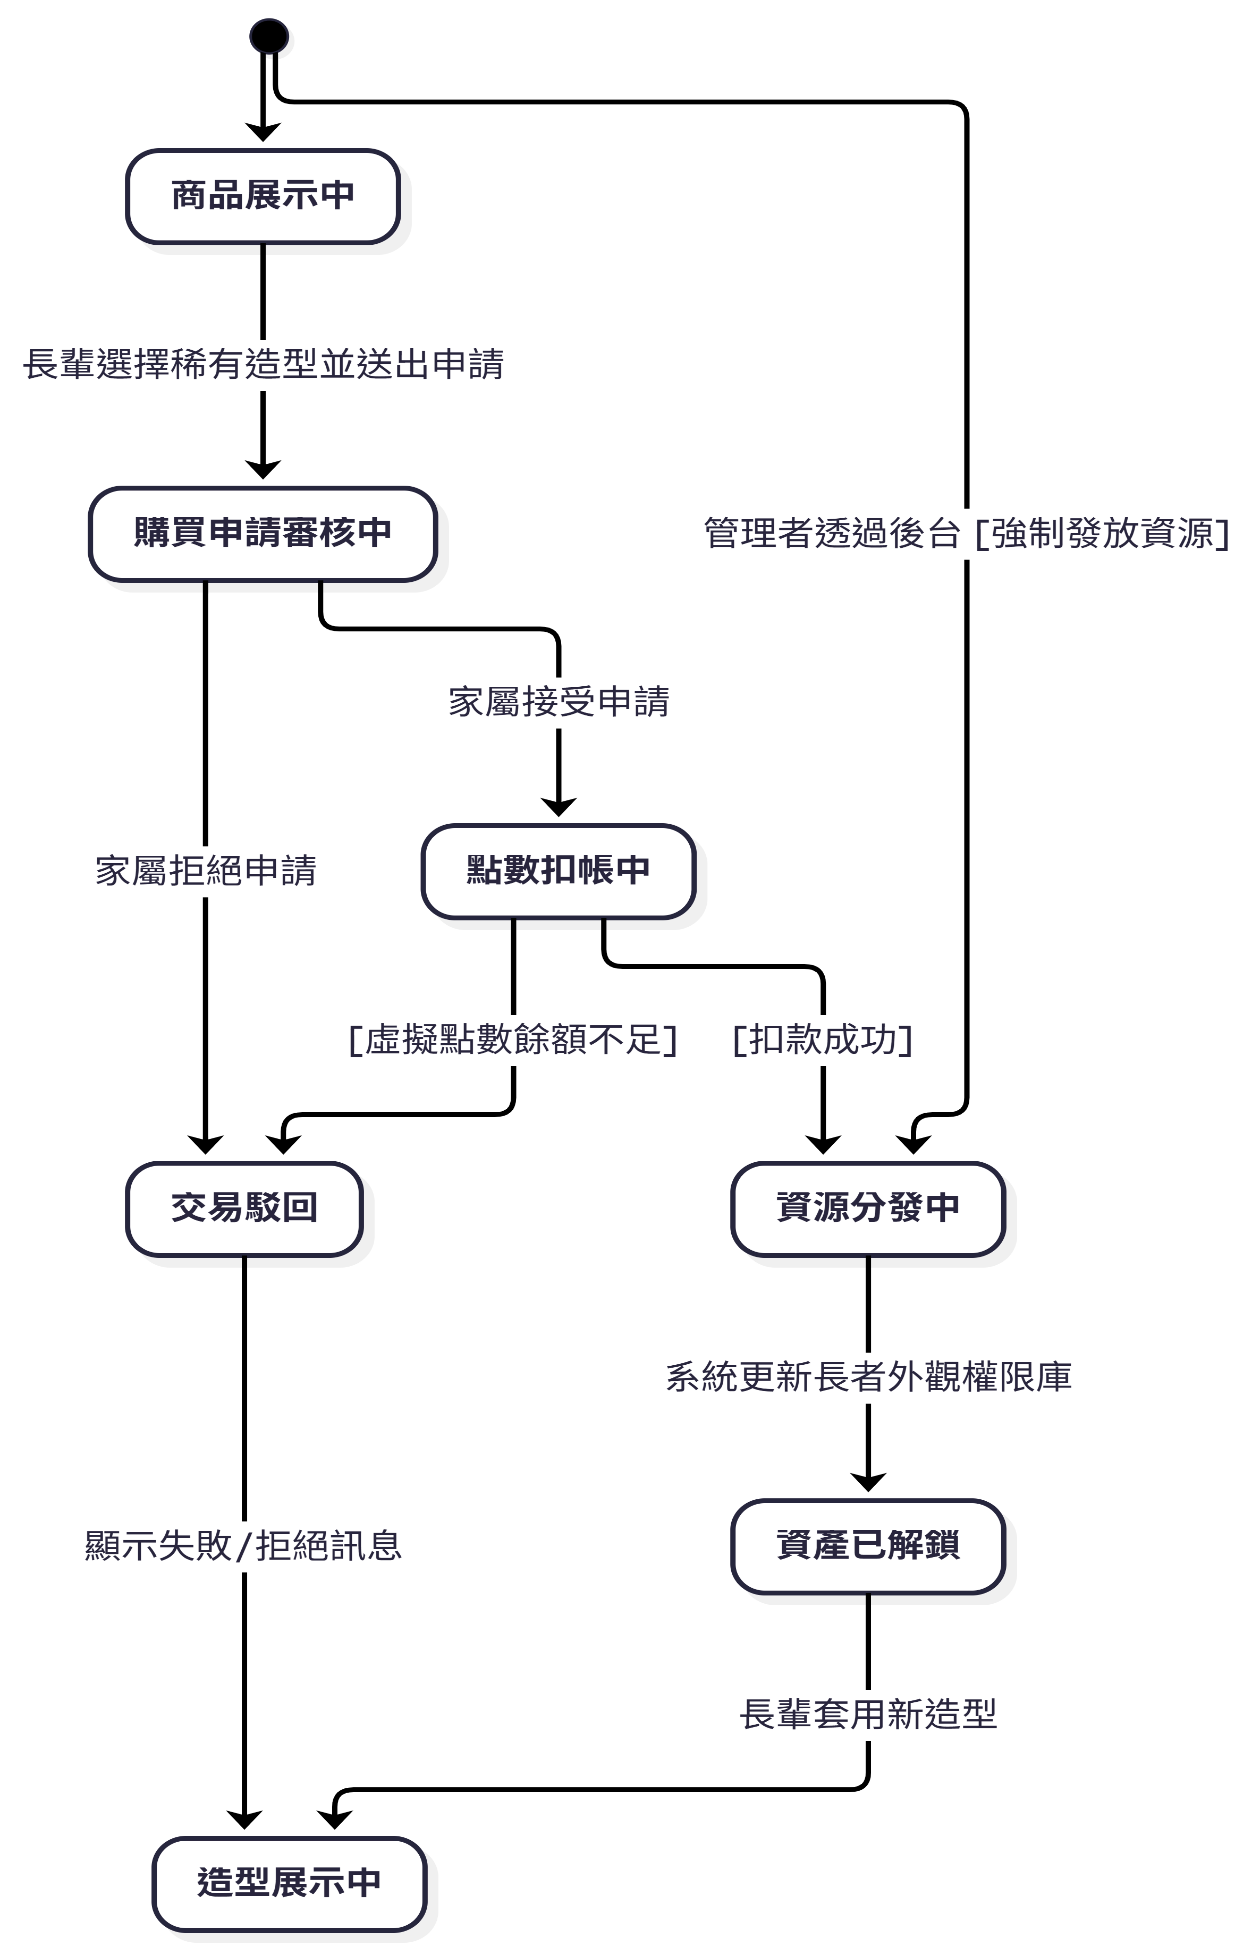 商品展示中
長輩選擇稀有造型並送出申請
購買申請審核中
管理者透過後台 [強制發放資源]
家屬接受申請
家屬拒絕申請
點數扣帳中
[虛擬點數餘額不足]
[扣款成功]
交易駁回
資源分發中
系統更新長者外觀權限庫
顯示失敗/拒絕訊息
資產已解鎖
長輩套用新造型
造型展示中